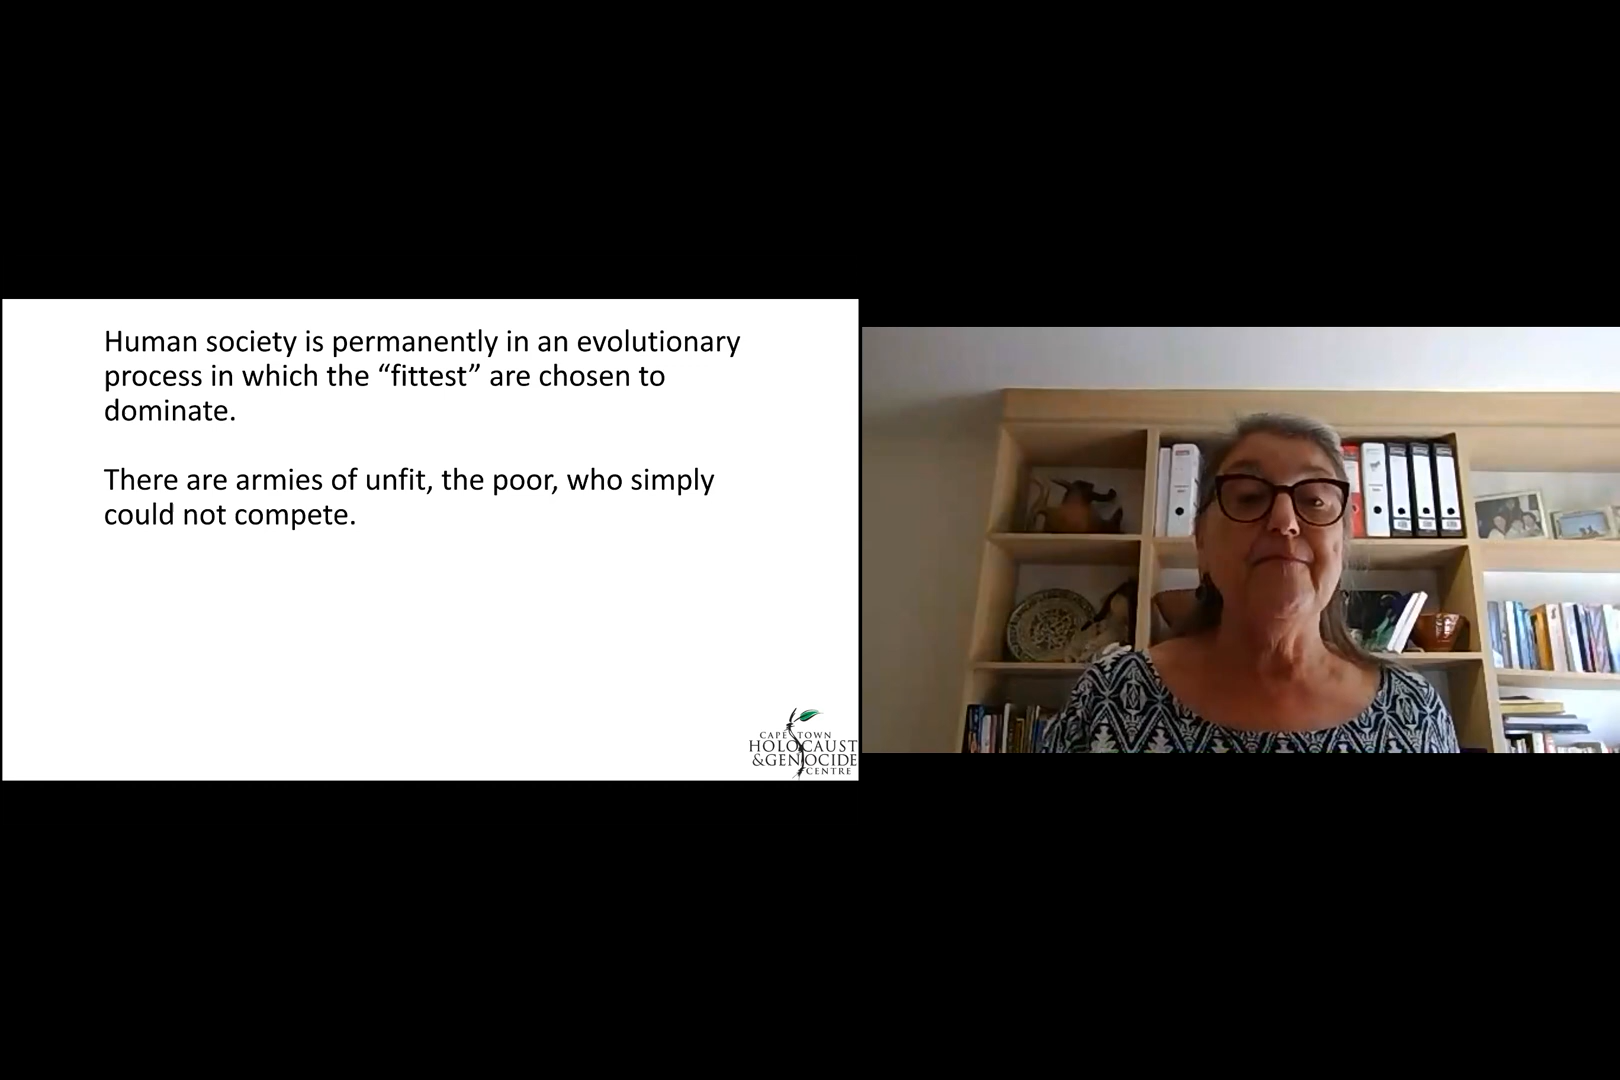 Human society is permanently in an evolutionary
process in which the “fittest” are chosen to
dominate.
There are armies of unfit, the poor, who simply
could not compete.
CAPE TOWN
HOLOCAUST
&GENOCIDE
CENTRE